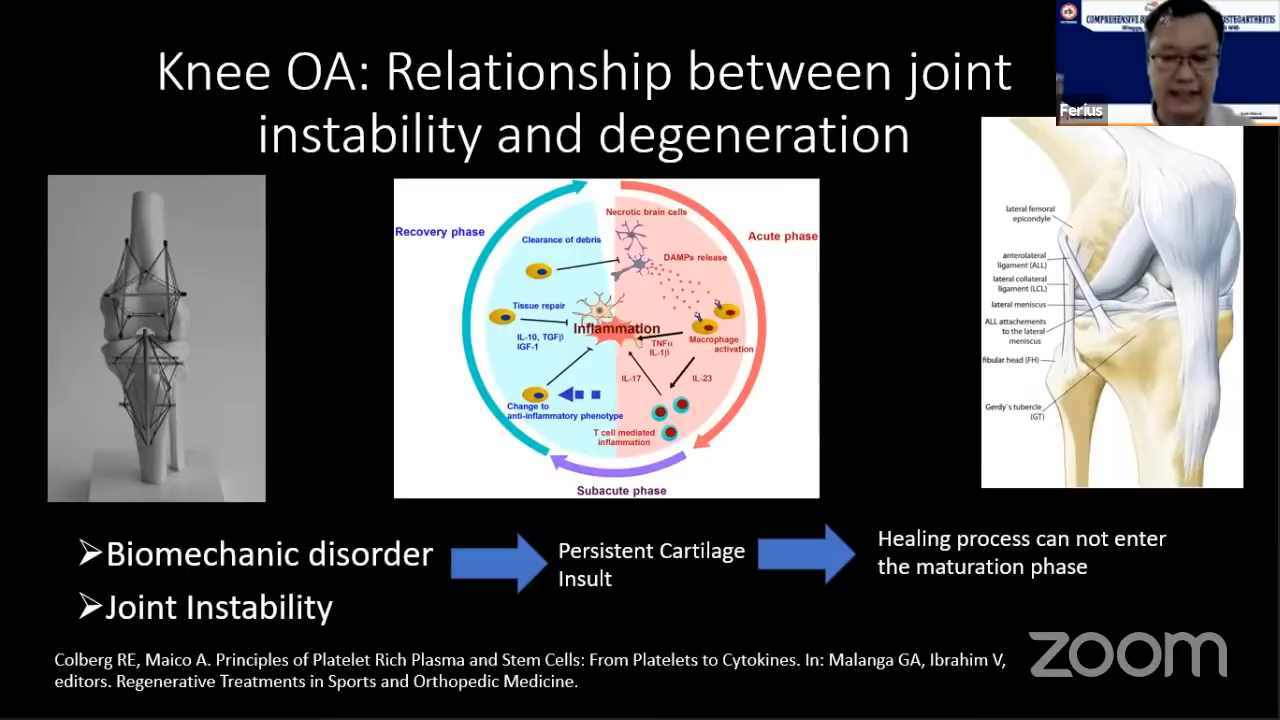 Knee OA: Relationship between joint
instability and degeneration
COMPREHENSIVE
OSTEOARTHRITIS
Ferius
Recovery phase
Acute phase
Subacute phase
Necrotic brain cells
Clearance of debris
DAMPs release
Tissue repair
Inflammation
IL-10, TGFβ
IGF-1
TNFα
IL-1β
Macrophage
activation
IL-17
IL-23
Change to
anti-inflammatory phenotype
T cell mediated
inflammation
lateral femoral
epicondyle
anterolateral
ligament (ALL)
lateral collateral
ligament (LCL)
lateral meniscus
ALL attachements
to the lateral
meniscus
fibular head (FH)
Gerdy´s tubercle
(GT)
➢Biomechanic disorder
➢Joint Instability
Persistent Cartilage
Insult
Healing process can not enter
the maturation phase
Colberg RE, Maico A. Principles of Platelet Rich Plasma and Stem Cells: From Platelets to Cytokines. In: Malanga GA, Ibrahim V,
editors. Regenerative Treatments in Sports and Orthopedic Medicine.
zoom